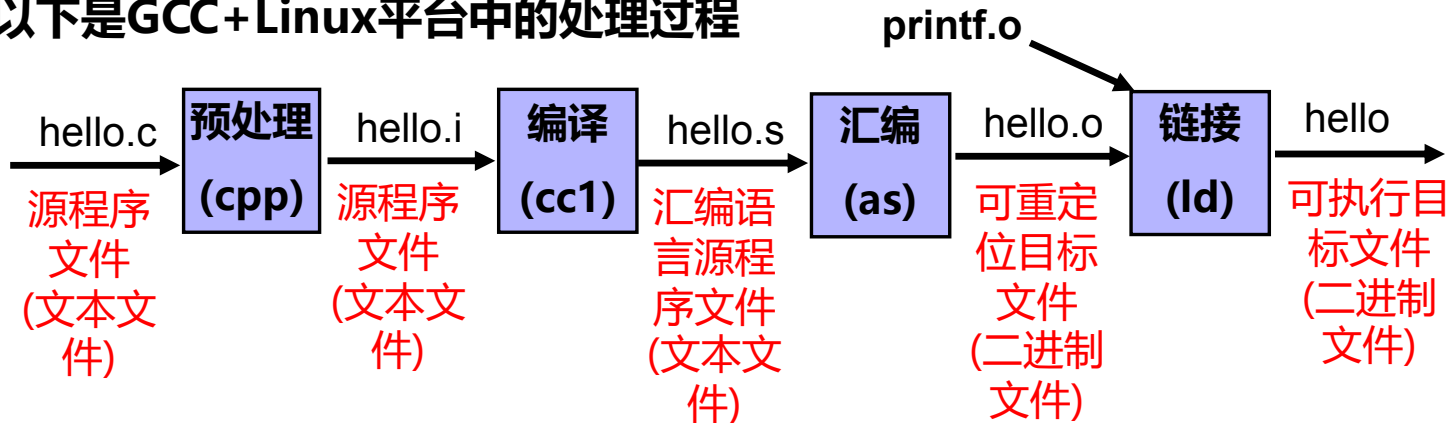 以下是GCC+Linux平台中的处理过程
printf.o
hello.c
预处理
(cpp)
hello.i
编译
(cc1)
hello.s
汇编
(as)
hello.o
链接
(ld)
hello
源程序
文件
(文本文
件)
源程序
文件
(文本文
件)
汇编语
言源程
序文件
(文本文
件)
可重定
位目标
文件
(二进制
文件)
可执行目
标文件
(二进制
文件)